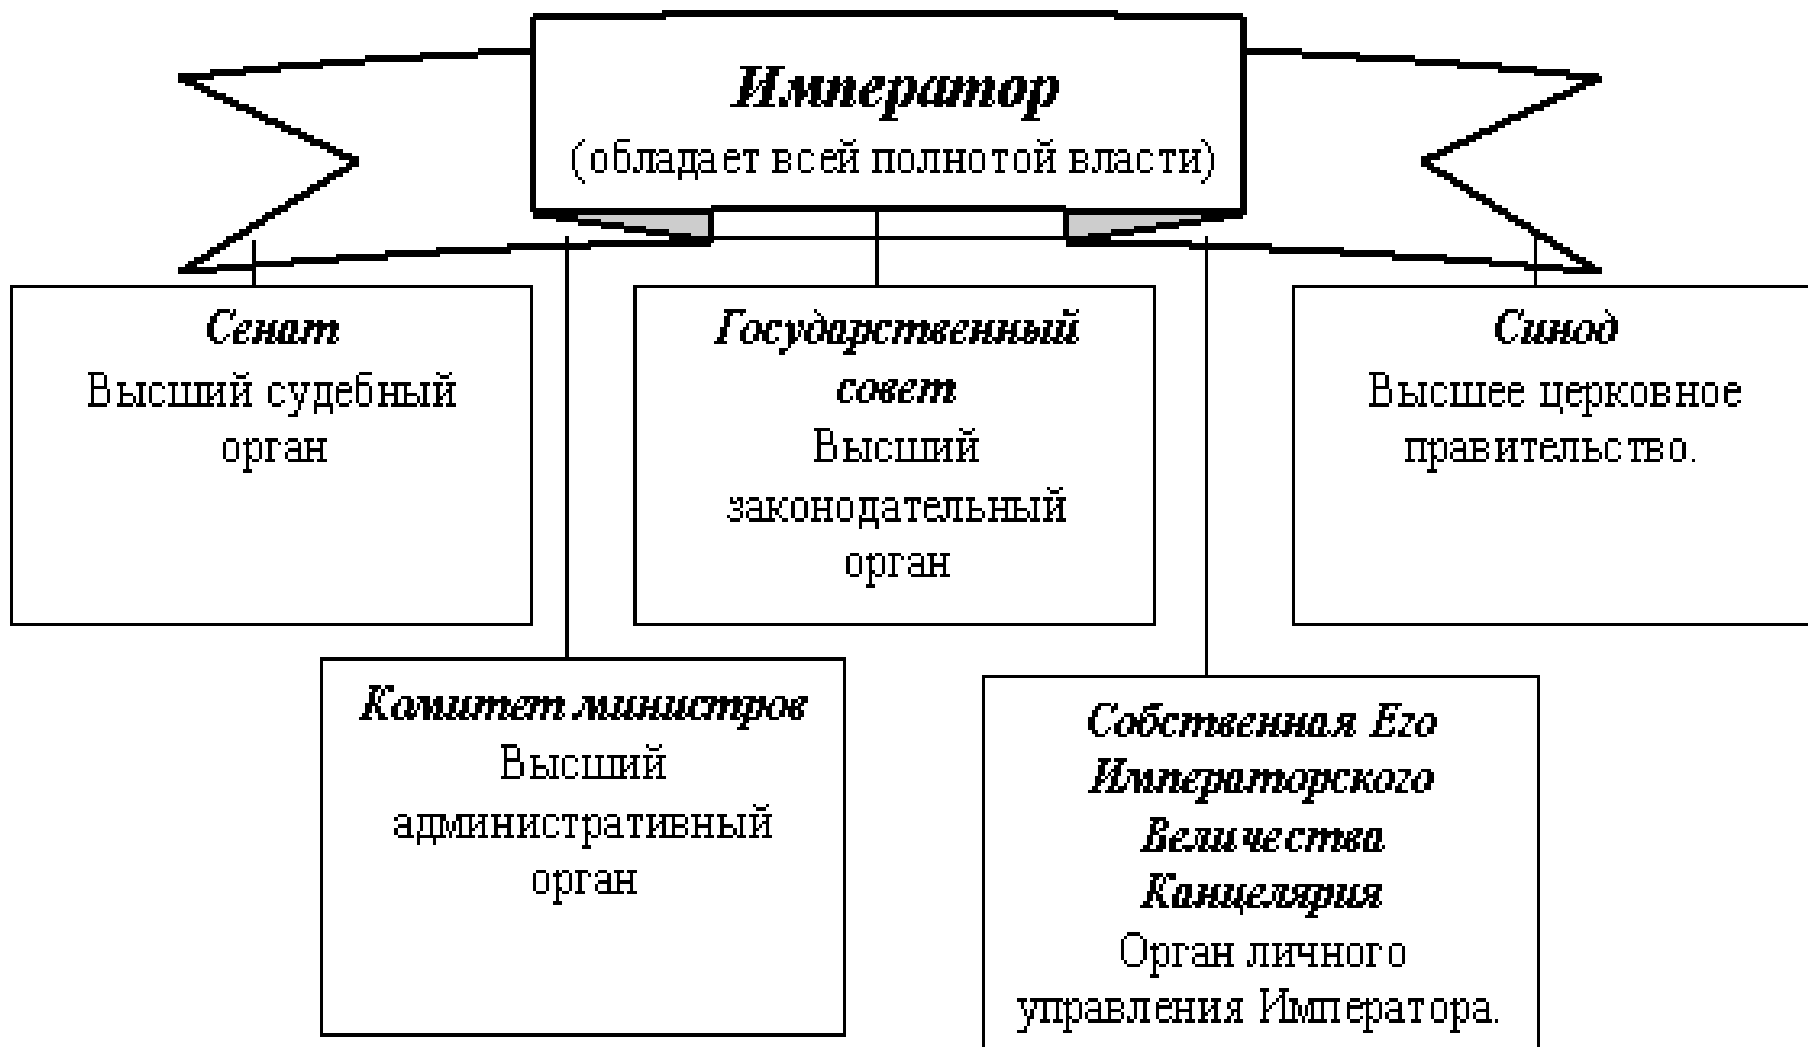 Император
(обладает всей полнотой власти)
Сенат
Высший судебный
орган
Государственный
совет
Высший
законодательный
орган
Синод
Высшее церковное
правительство.
Комитет министров
Высший
административный
орган
Собственная Его
Императорского
Величества
Канцелярия
Орган личного
управления Императора.